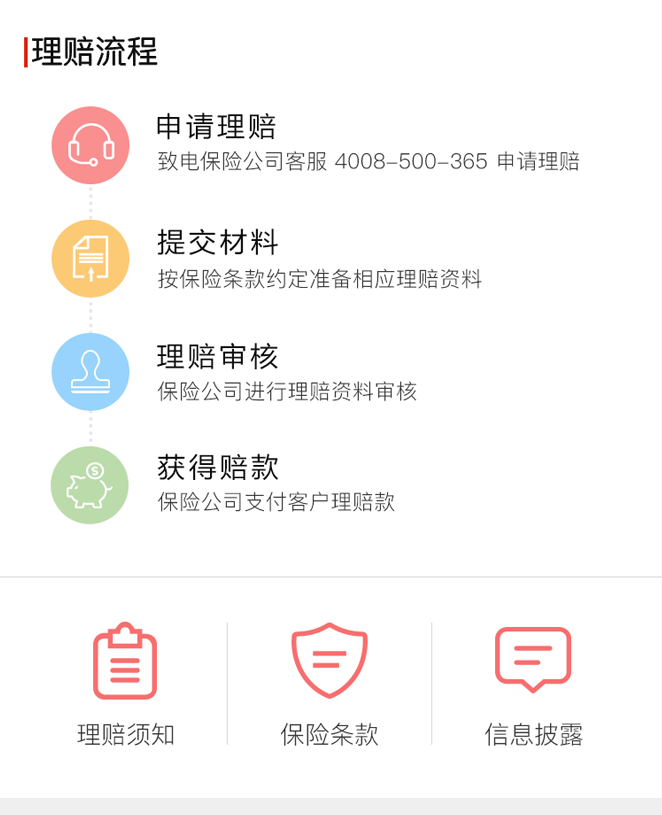 理赔流程
申请理赔
致电保险公司客服 4008-500-365 申请理赔
提交材料
按保险条款约定准备相应理赔资料
理赔审核
保险公司进行理赔资料审核
S
获得赔款
保险公司支付客户理赔款
理赔须知
保险条款
信息披露